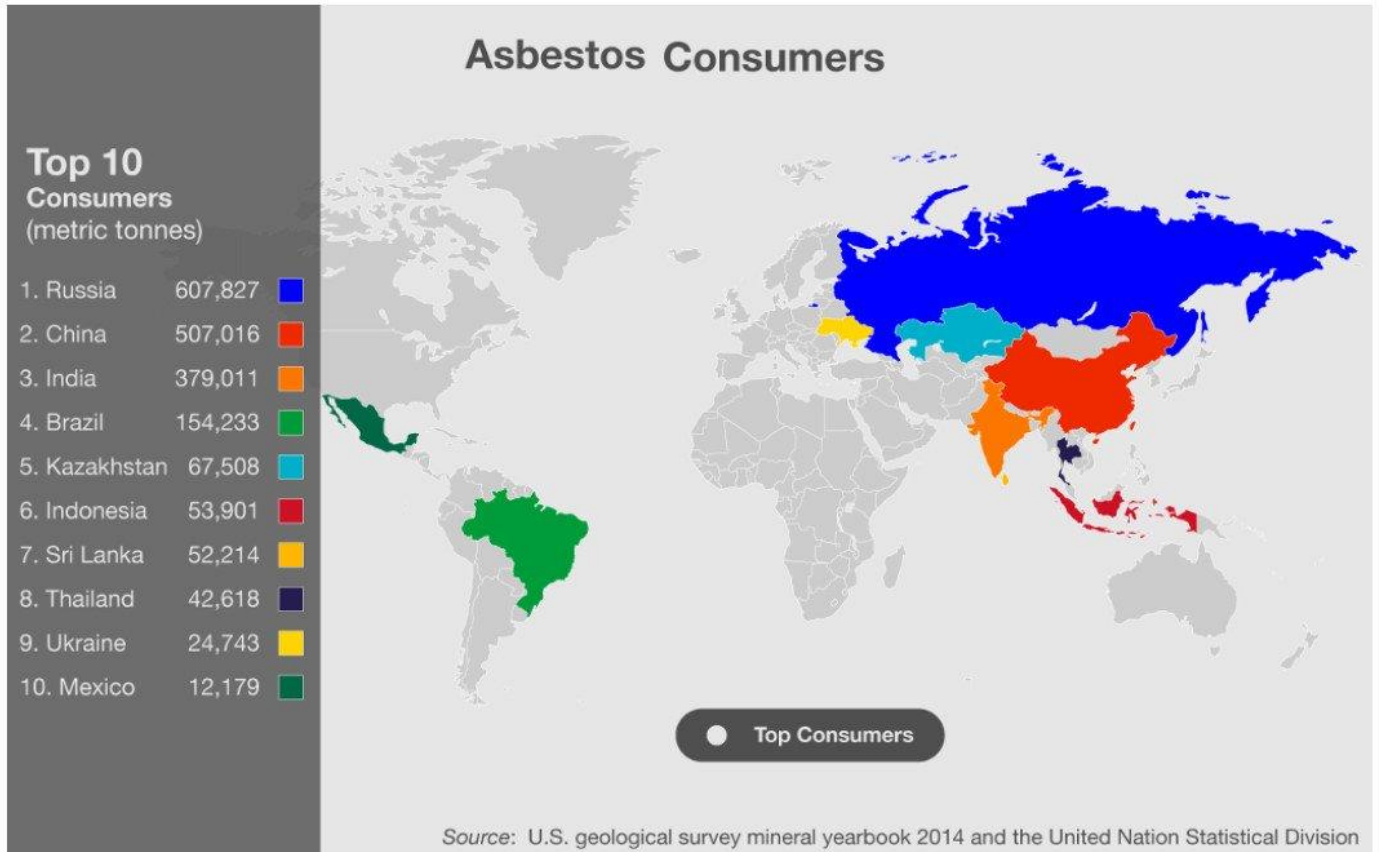 Asbestos Consumers
Top 10
Consumers
(metric tonnes)
1. Russia 607,827
2. China 507,016
3. India 379,011
4. Brazil 154,233
5. Kazakhstan 67,508
6. Indonesia 53,901
7. Sri Lanka 52,214
8. Thailand 42,618
9. Ukraine 24,743
10. Mexico 12,179
Top Consumers
Source: U.S. geological survey mineral yearbook 2014 and the United Nation Statistical Division